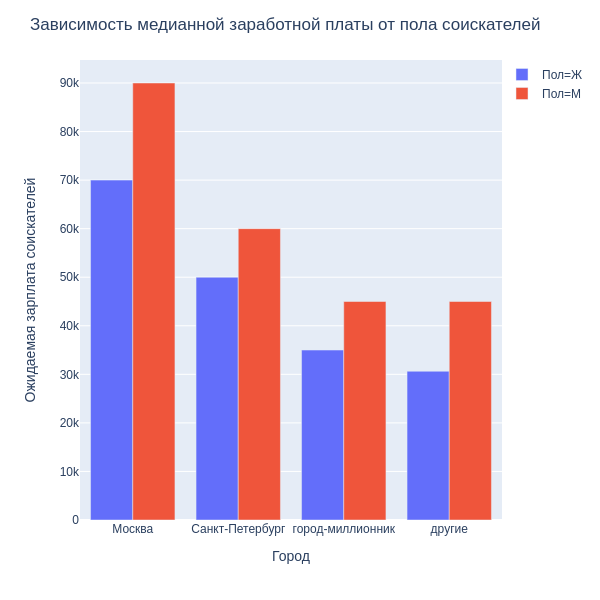 Зависимость медианной заработной платы от пола соискателей
Пол=Ж
Пол=М
90k
80k
70k
60k
50k
40k
30k
20k
10k
0
Ожидаемая зарплата соискателей
Москва
Санкт-Петербург
город-миллионник
другие
Город